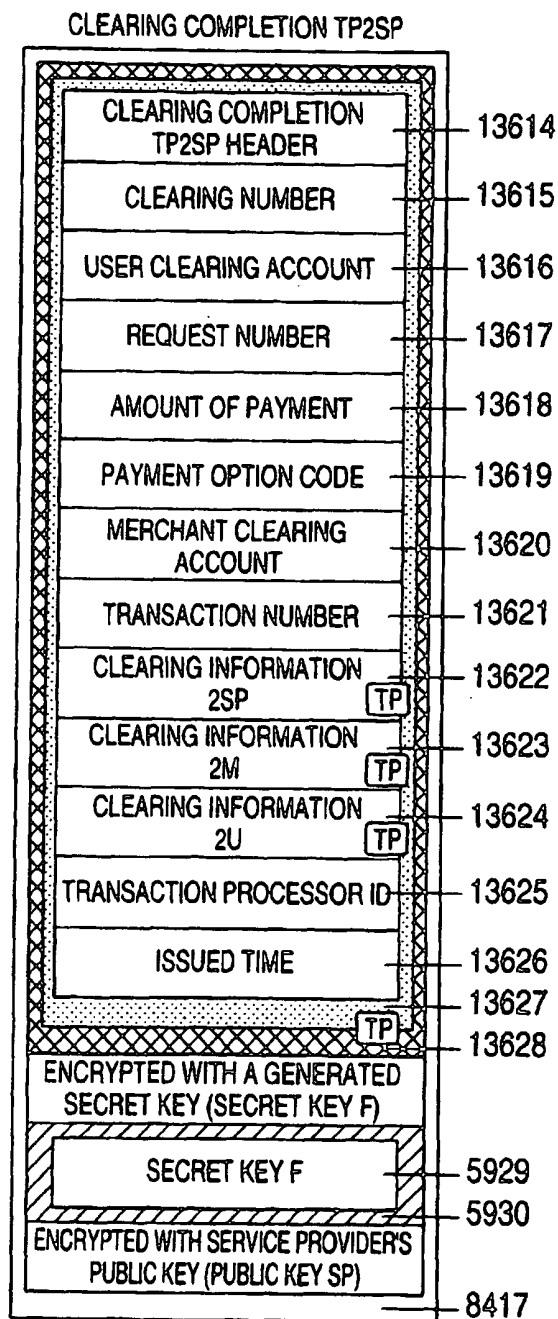 CLEARING COMPLETION TP2SP
CLEARING COMPLETION
TP2SP HEADER
13614
CLEARING NUMBER
13615
USER CLEARING ACCOUNT
13616
REQUEST NUMBER
13617
AMOUNT OF PAYMENT
13618
PAYMENT OPTION CODE
13619
MERCHANT CLEARING
ACCOUNT
13620
TRANSACTION NUMBER
13621
CLEARING INFORMATION
2SP
TP
13622
CLEARING INFORMATION
2M
TP
13623
CLEARING INFORMATION
2U
TP
13624
TRANSACTION PROCESSOR ID
13625
ISSUED TIME
13626
13627
TP
13628
ENCRYPTED WITH A GENERATED
SECRET KEY (SECRET KEY F)
SECRET KEY F
5929
5930
ENCRYPTED WITH SERVICE PROVIDER'S
PUBLIC KEY (PUBLIC KEY SP)
8417